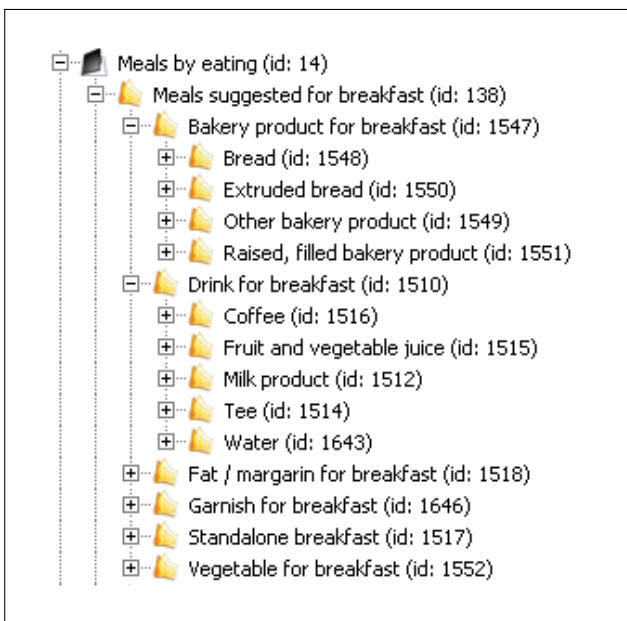 Meals by eating (id: 14)
Meals suggested for breakfast (id: 138)
Bakery product for breakfast (id: 1547)
Bread (id: 1548)
Extruded bread (id: 1550)
Other bakery product (id: 1549)
Raised, filled bakery product (id: 1551)
Drink for breakfast (id: 1510)
Coffee (id: 1516)
Fruit and vegetable juice (id: 1515)
Milk product (id: 1512)
Tee (id: 1514)
Water (id: 1643)
Fat / margarin for breakfast (id: 1518)
Garnish for breakfast (id: 1646)
Standalone breakfast (id: 1517)
Vegetable for breakfast (id: 1552)